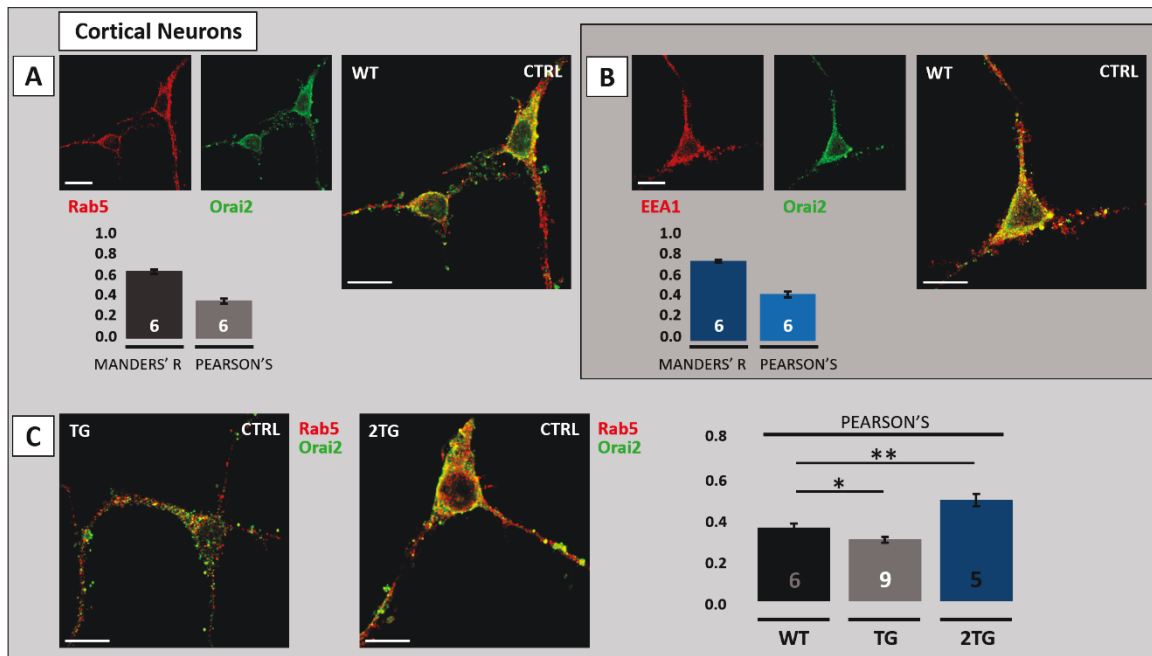 Cortical Neurons
A
WT CTRL
Rab5 Orai2
1.0
0.8
0.6
0.4
0.2
0.0
6 6
MANDERS' R PEARSON'S
B
WT CTRL
EEA1 Orai2
1.0
0.8
0.6
0.4
0.2
0.0
6 6
MANDERS' R PEARSON'S
C
TG CTRL
Rab5
Orai2
2TG CTRL
Rab5
Orai2
PEARSON'S
0.8
0.6
0.4
0.2
0.0
**
*
6 9 5
WT TG 2TG